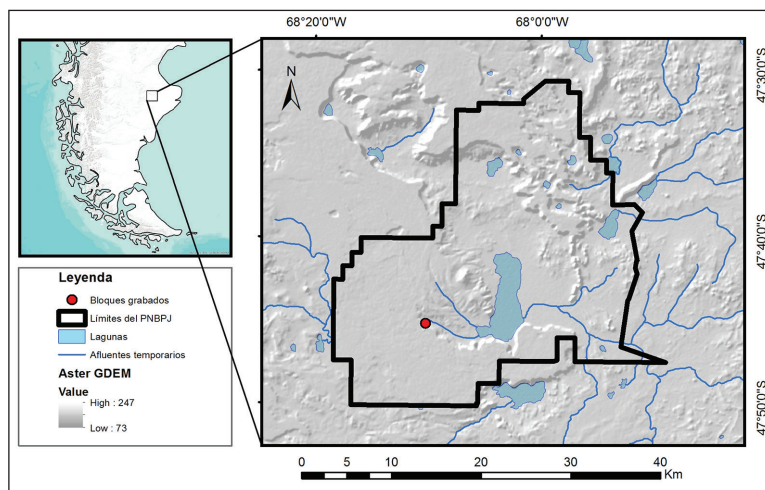 68°20'0"W
68°0'0"W
N
47°30'0"S
47°40'0"S
47°50'0"S
Leyenda
Bloques grabados
Límites del PNBPJ
Lagunas
Afluentes temporarios
Aster GDEM
Value
High : 247
Low : 73
0 5 10 20 30 40
Km